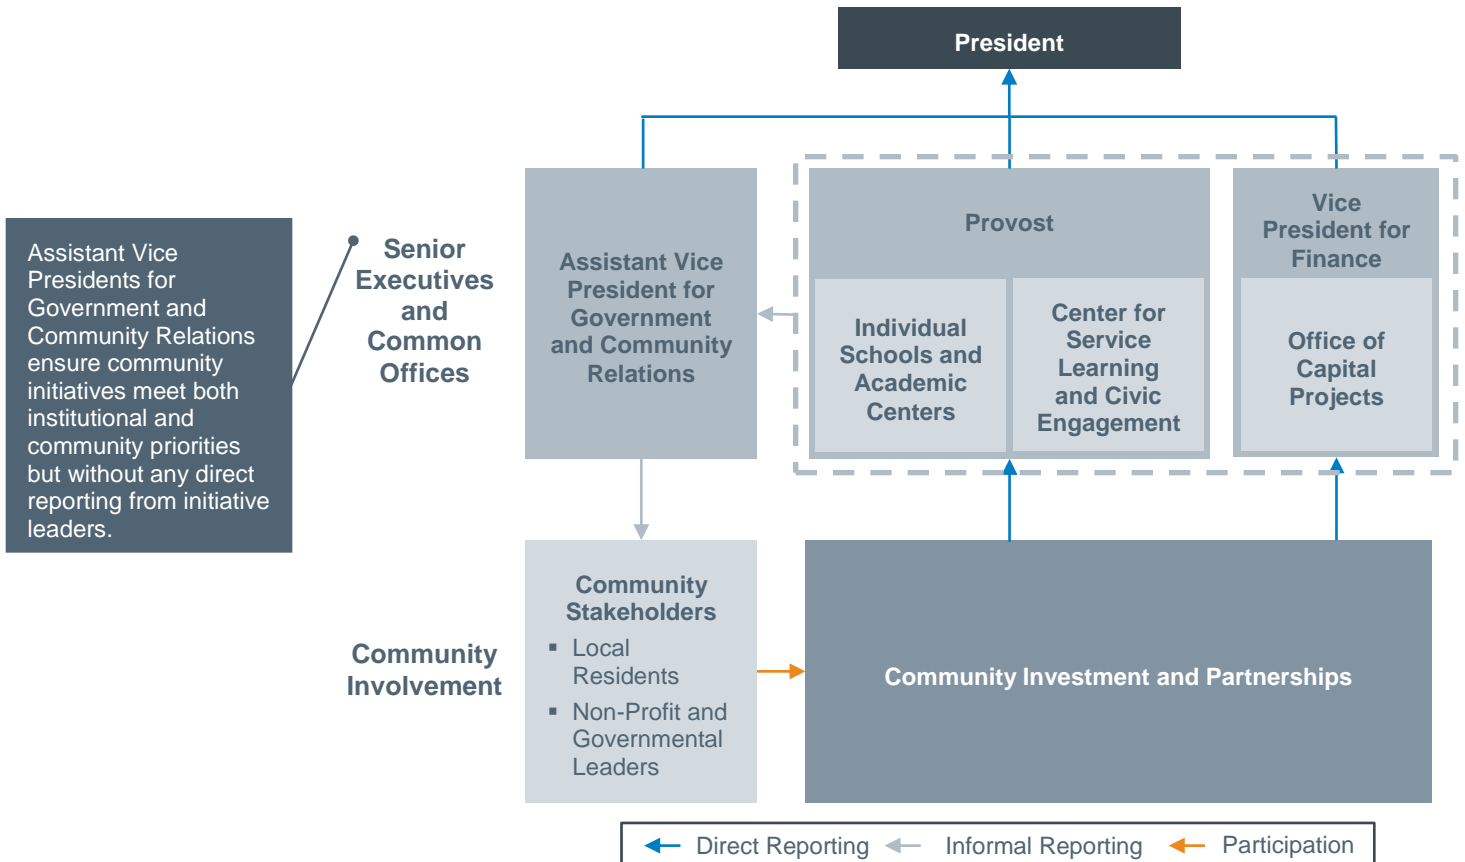 President
Assistant Vice
Presidents for
Government and
Community Relations
ensure community
initiatives meet both
institutional and
community priorities
but without any direct
reporting from initiative
leaders.
Senior
Executives
and
Common
Offices
Assistant Vice
President for
Government
and Community
Relations
Provost
Individual
Schools and
Academic
Centers
Center for
Service
Learning
and Civic
Engagement
Vice
President for
Finance
Office of
Capital
Projects
Community
Involvement
Community
Stakeholders
▪ Local
Residents
▪ Non-Profit and
Governmental
Leaders
Community Investment and Partnerships
Direct Reporting
Informal Reporting
Participation